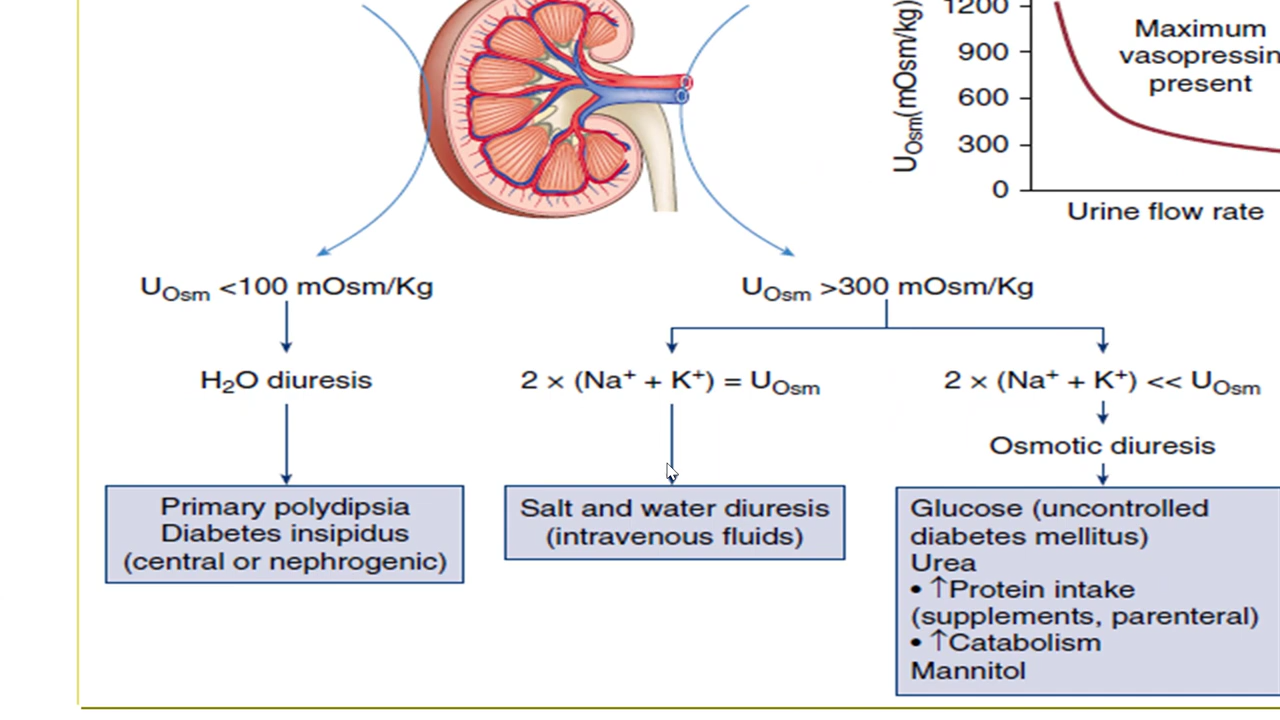 1200
900
600
300
0
UOsm(mOsm/kg)
Maximum
vasopressin
present
Urine flow rate
UOsm <100 mOsm/Kg
UOsm >300 mOsm/Kg
H₂O diuresis
2 × (Na⁺ + K⁺) = UOsm
2 × (Na⁺ + K⁺) << UOsm
Osmotic diuresis
Primary polydipsia
Diabetes insipidus
(central or nephrogenic)
Salt and water diuresis
(intravenous fluids)
Glucose (uncontrolled
diabetes mellitus)
Urea
• ↑Protein intake
(supplements, parenteral)
• ↑Catabolism
Mannitol